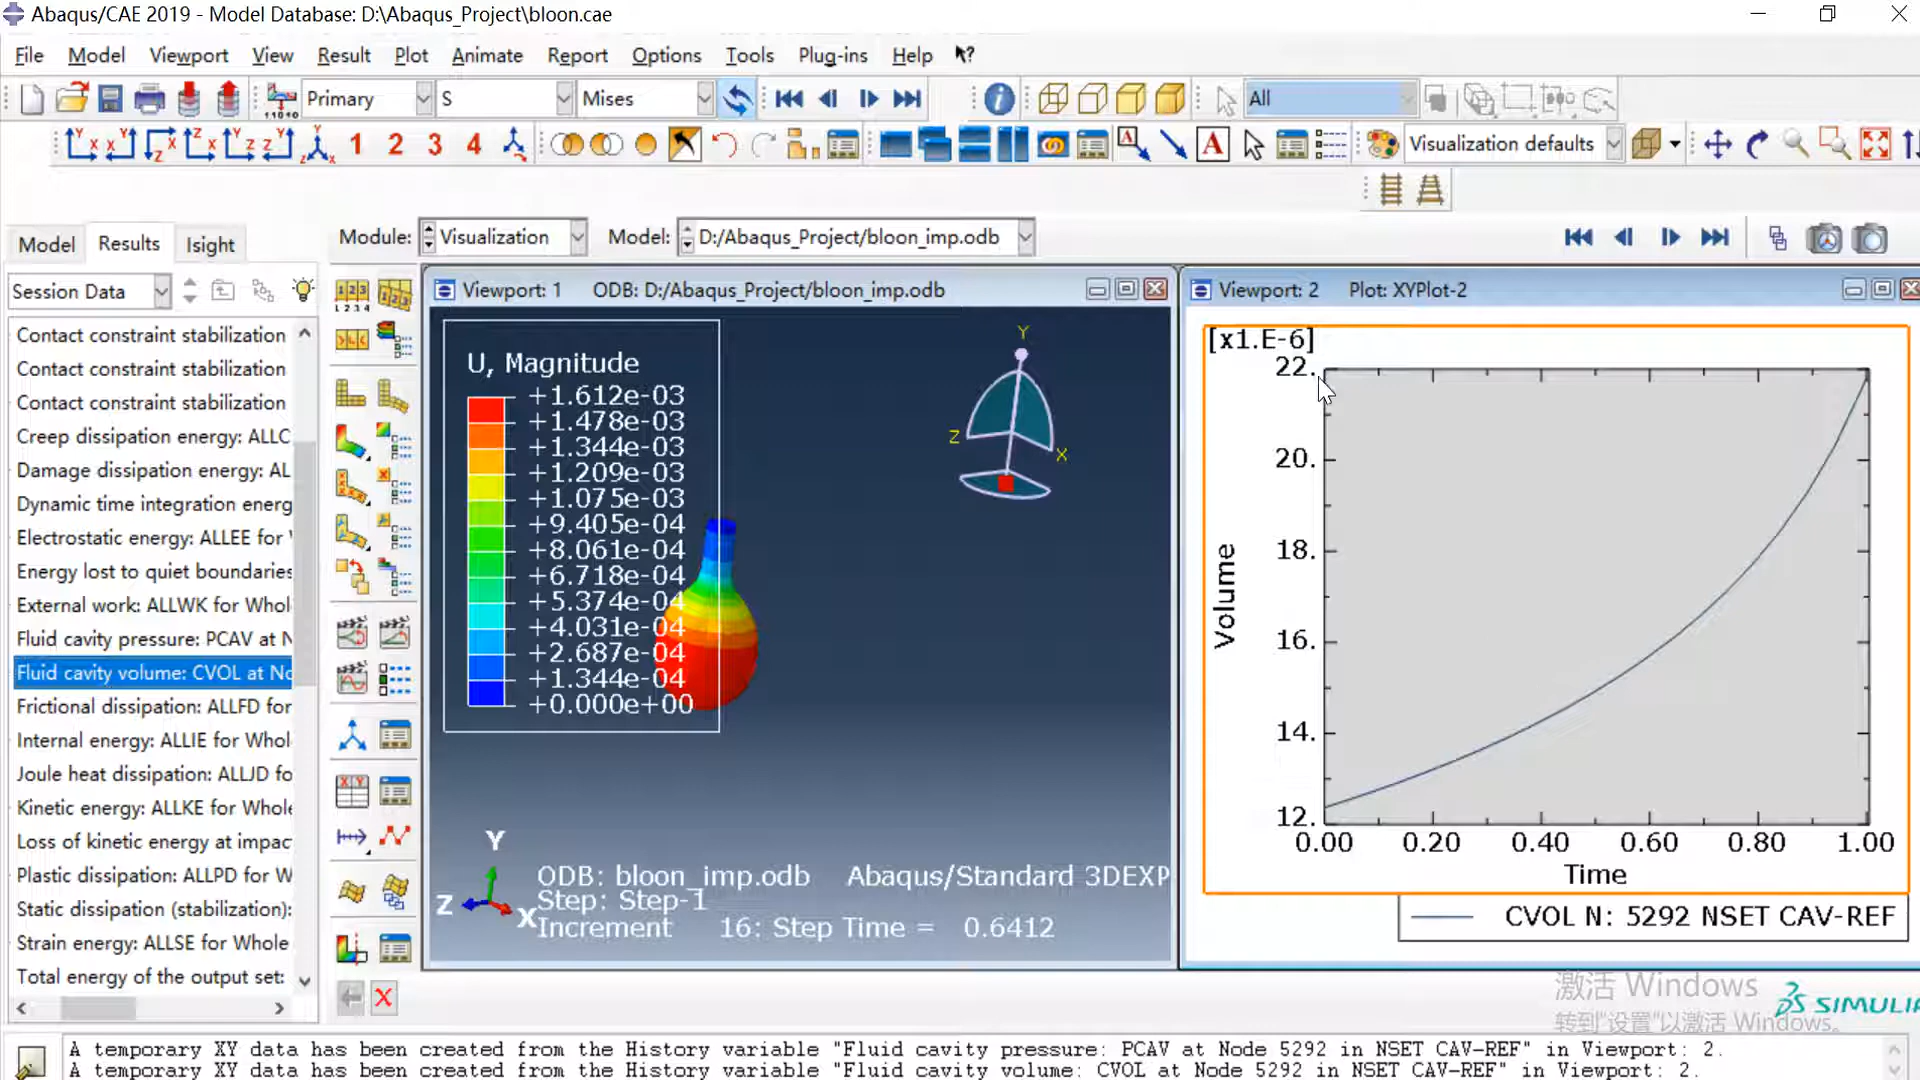 Abaqus/CAE 2019 - Model Database: D:\Abaqus_Project\bloon.cae
File Model Viewport View Result Plot Animate Report Options Tools Plug-ins Help
Primary S Mises All
1 2 3 4 Visualization defaults
Model Results Isight Module: Visualization Model: D:/Abaqus_Project/bloon_imp.odb
Session Data
Contact constraint stabilization
Contact constraint stabilization
Contact constraint stabilization
Creep dissipation energy: ALLC
Damage dissipation energy: AL
Dynamic time integration energ
Electrostatic energy: ALLEE for
Energy lost to quiet boundaries
External work: ALLWK for Whol
Fluid cavity pressure: PCAV at N
Fluid cavity volume: CVOL at No
Frictional dissipation: ALLFD for
Internal energy: ALLIE for Whol
Joule heat dissipation: ALLJD fo
Kinetic energy: ALLKE for Whole
Loss of kinetic energy at impac
Plastic dissipation: ALLPD for W
Static dissipation (stabilization):
Strain energy: ALLSE for Whole
Total energy of the output set:
Viewport: 1 ODB: D:/Abaqus_Project/bloon_imp.odb
U, Magnitude
+1.612e-03
+1.478e-03
+1.344e-03
+1.209e-03
+1.075e-03
+9.405e-04
+8.061e-04
+6.718e-04
+5.374e-04
+4.031e-04
+2.687e-04
+1.344e-04
+0.000e+00
Y
Z
X
Y
Z
X
ODB: bloon_imp.odb Abaqus/Standard 3DEXP
Step: Step-1
Increment 16: Step Time = 0.6412
Viewport: 2 Plot: XYPlot-2
[x1.E-6]
22.
20.
18.
16.
14.
12.
Volume
0.00 0.20 0.40 0.60 0.80 1.00
Time
CVOL N: 5292 NSET CAV-REF
激活 Windows
转到"设置"以激活 Windows。
SIMULIA
A temporary XY data has been created from the History variable "Fluid cavity pressure: PCAV at Node 5292 in NSET CAV-REF" in Viewport: 2.
A temporary XY data has been created from the History variable "Fluid cavity volume: CVOL at Node 5292 in NSET CAV-REF" in Viewport: 2.